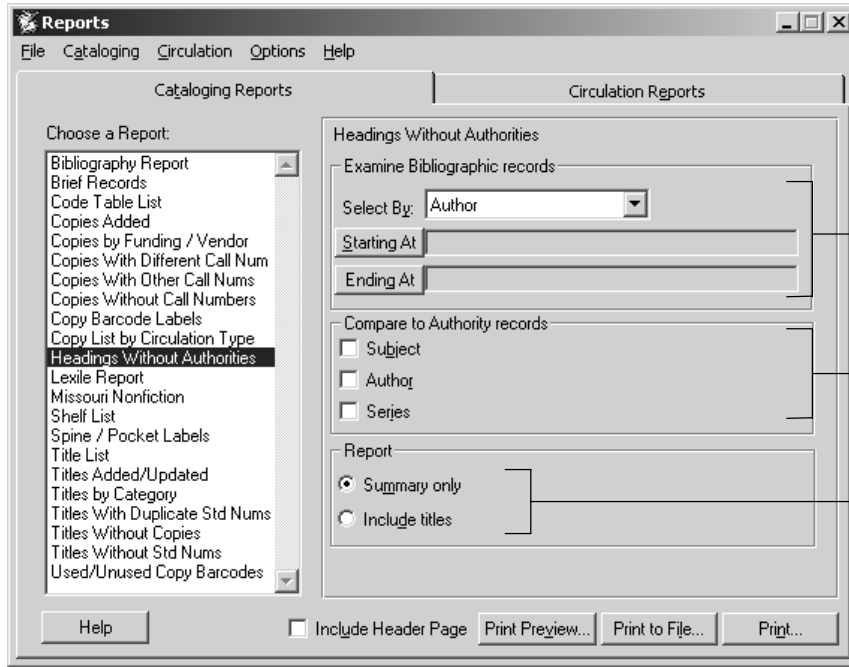 Reports
File Cataloging Circulation Options Help
Cataloging Reports
Circulation Reports
Choose a Report:
Bibliography Report
Brief Records
Code Table List
Copies Added
Copies by Funding / Vendor
Copies With Different Call Num
Copies With Other Call Nums
Copies Without Call Numbers
Copy Barcode Labels
Copy List by Circulation Type
Headings Without Authorities
Lexile Report
Missouri Nonfiction
Shelf List
Spine / Pocket Labels
Title List
Titles Added/Updated
Titles by Category
Titles With Duplicate Std Nums
Titles Without Copies
Titles Without Std Nums
Used/Unused Copy Barcodes
Headings Without Authorities
Examine Bibliographic records
Select By: Author
Starting At
Ending At
Compare to Authority records
Subject
Author
Series
Report
Summary only
Include titles
Help
Include Header Page
Print Preview...
Print to File...
Print...